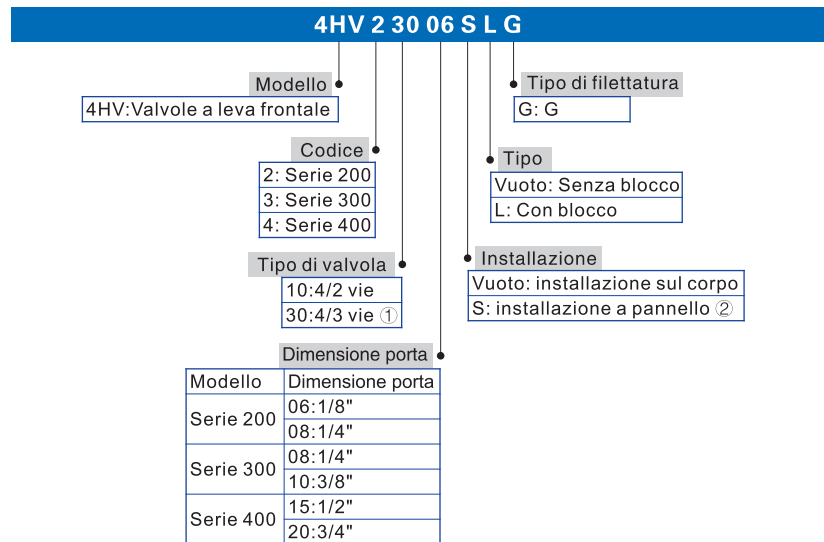 4HV 2 30 06 S L G
Modello
4HV:Valvole a leva frontale
Codice
2: Serie 200
3: Serie 300
4: Serie 400
Tipo di valvola
10:4/2 vie
30:4/3 vie ①
Dimensione porta
Modello Dimensione porta
Serie 200
06:1/8"
08:1/4"
Serie 300
08:1/4"
10:3/8"
Serie 400
15:1/2"
20:3/4"
Installazione
Vuoto: installazione sul corpo
S: installazione a pannello ②
Tipo
Vuoto: Senza blocco
L: Con blocco
Tipo di filettatura
G: G